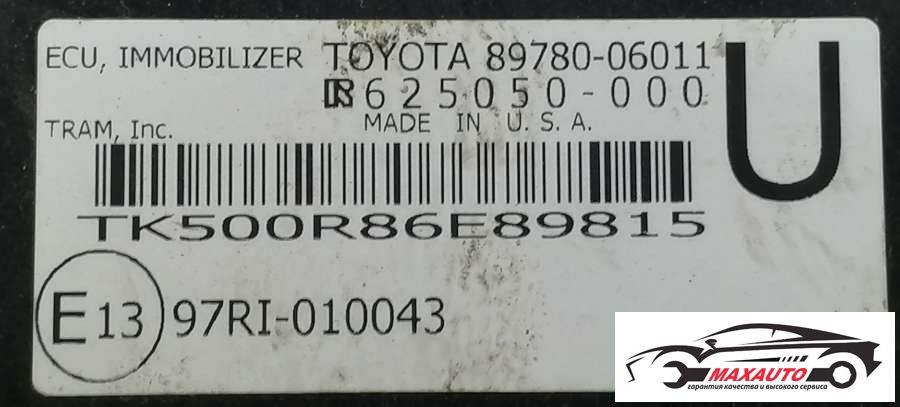 ECU, IMMOBILIZER TOYOTA 89780-06011
625050-000
TRAM, Inc. MADE IN U.S.A.
U
TK500R86E89815
E13 97RI-010043
MAXAUTO
гарантия качества и высокого сервиса